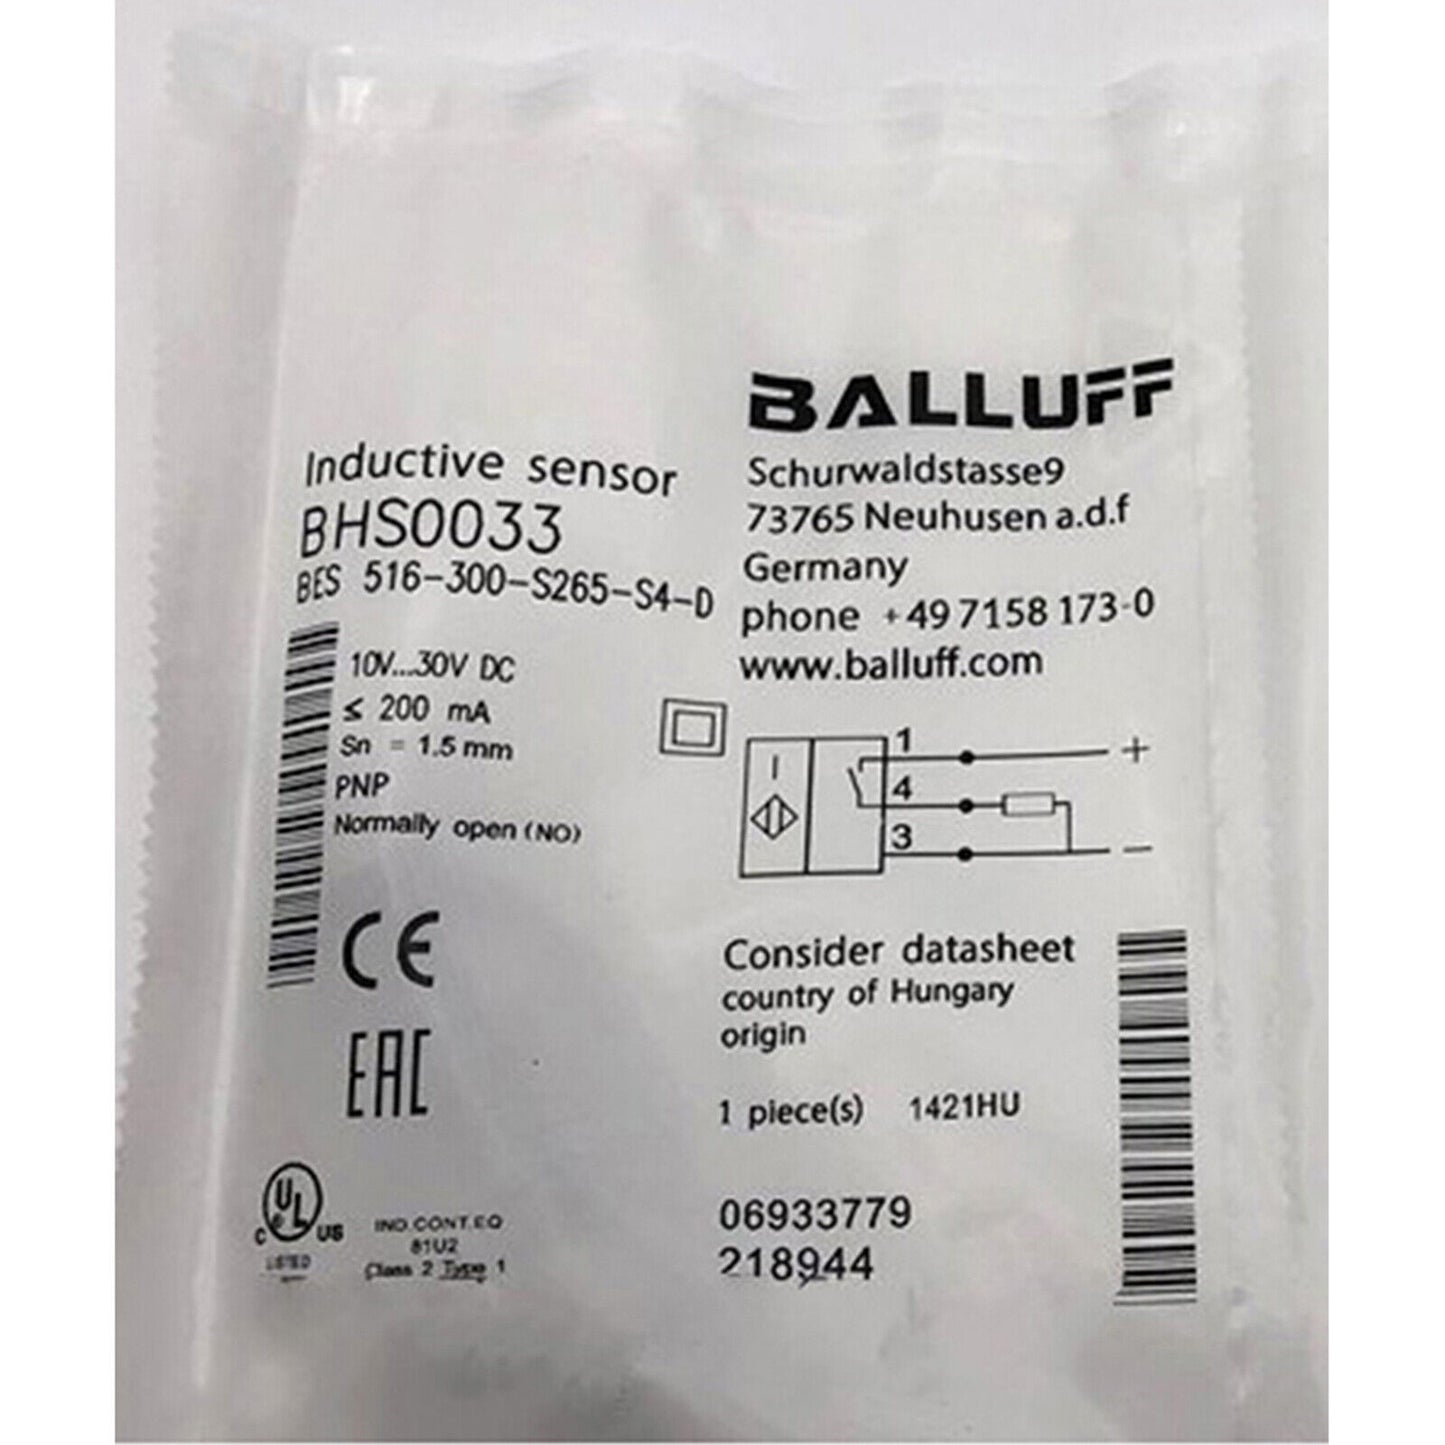 Inductive sensor
BHS0033
BES 516-300-S265-S4-D
10V...30V DC
≤ 200 mA
Sn = 1.5 mm
PNP
Normally open (NO)
CE
EAC
C UL US
LISTED
IND.CONT.EQ
81U2
Class 2 Type 1
BALLUFF
Schurwaldstasse9
73765 Neuhusen a.d.f
Germany
phone +49 7158 173-0
www.balluff.com
1
+
4
3
−
Consider datasheet
country of Hungary
origin
1 piece(s) 1421HU
06933779
218944